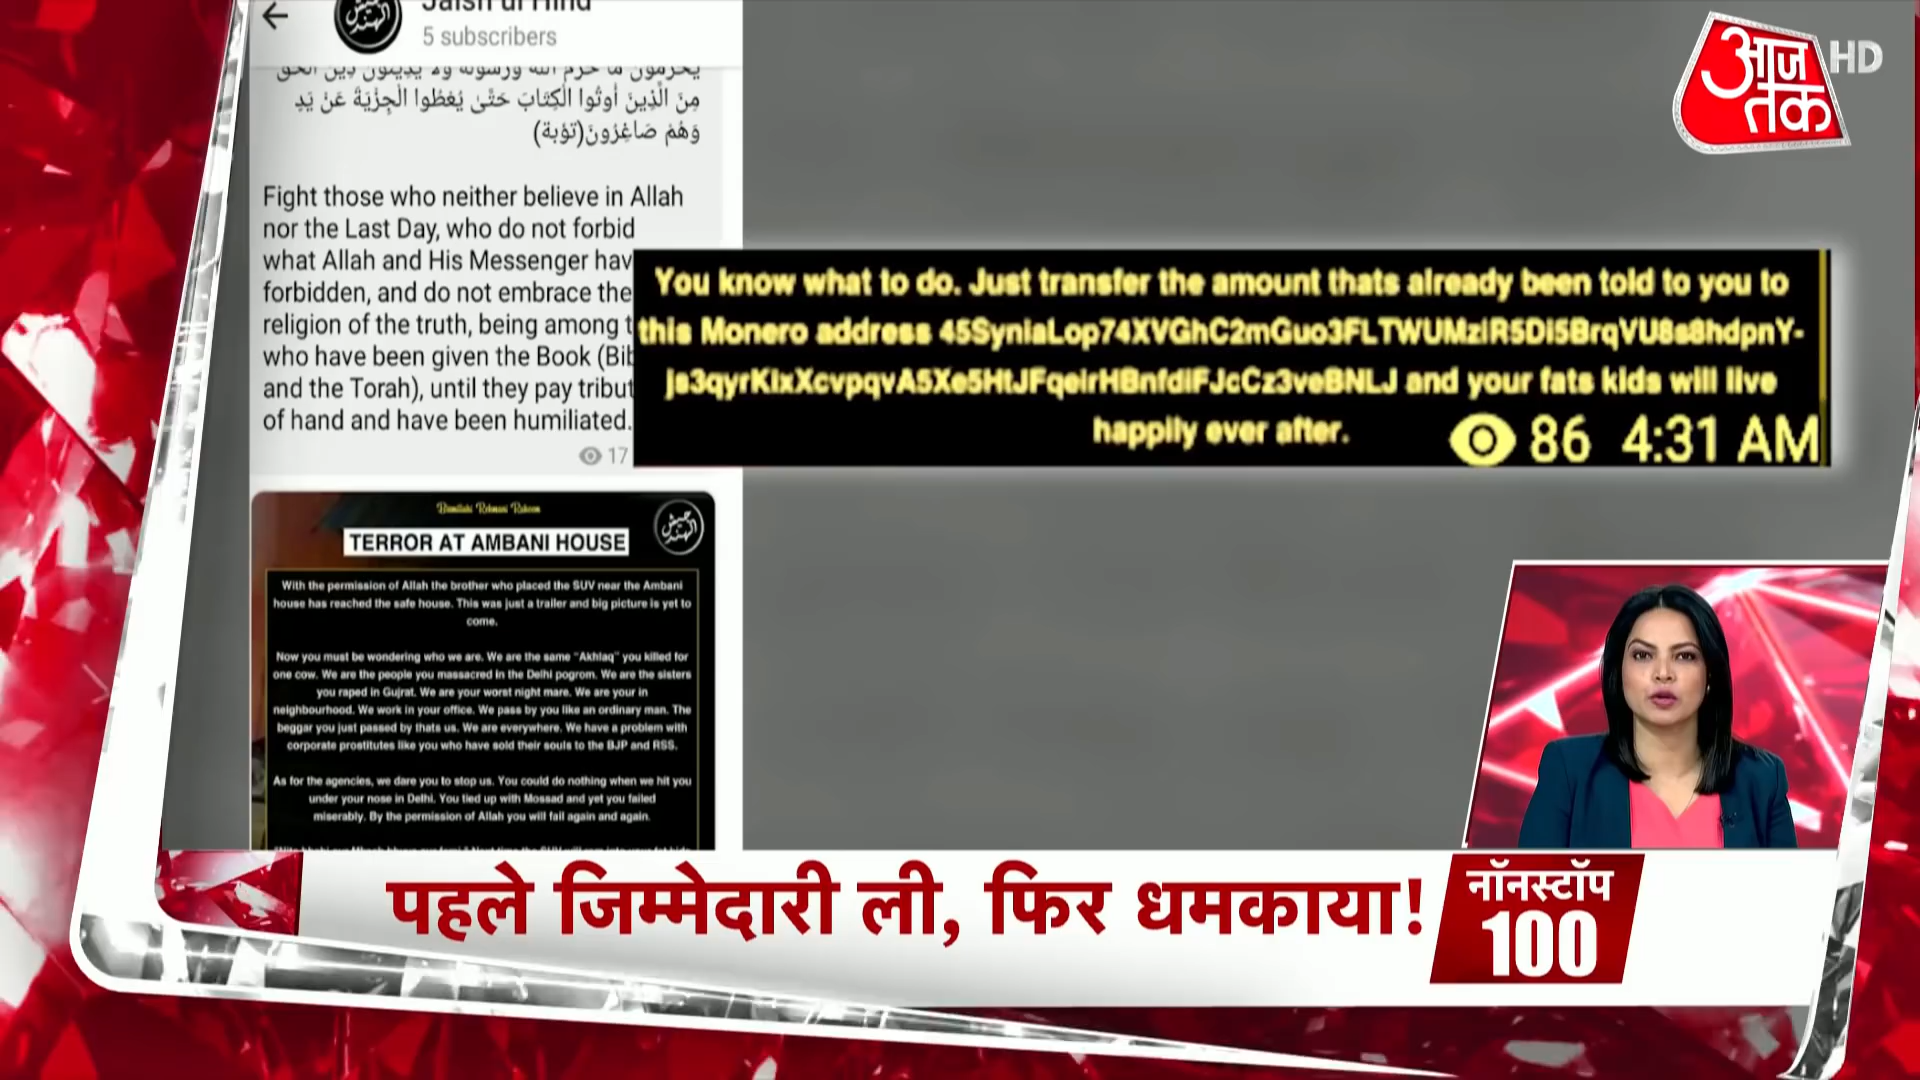 Jaish ul Hind
5 subscribers
يُحَرِّمُونَ مَا حَرَّمَ اللَّهُ وَرَسُولُهُ وَلَا يَدِينُونَ دِينَ الْحَقِّ
مِنَ الَّذِينَ أُوتُوا الْكِتَابَ حَتَّىٰ يُعْطُوا الْجِزْيَةَ عَنْ يَدٍ
وَهُمْ صَاغِرُونَ(توبة)
Fight those who neither believe in Allah
nor the Last Day, who do not forbid
what Allah and His Messenger hav
forbidden, and do not embrace the
religion of the truth, being among t
who have been given the Book (Bib
and the Torah), until they pay tribut
of hand and have been humiliated.
17
You know what to do. Just transfer the amount thats already been told to you to
this Monero address
and your fats kids will live
happily ever after.
86 4:31 AM
جيش الهند
TERROR AT AMBANI HOUSE
With the permission of Allah the brother who placed the SUV near the Ambani
house has reached the safe house. This was just a trailer and big picture is yet to
come.
Now you must be wondering who we are. We are the same "Akhlaq" you killed for
one cow. We are the people you massacred in the Delhi pogrom. We are the sisters
you raped in Gujrat. We are your worst night mare. We are your in
neighbourhood. We work in your office. We pass by you like an ordinary man. The
beggar you just passed by thats us. We are everywhere. We have a problem with
corporate prostitutes like you who have sold their souls to the BJP and RSS.
As for the agencies, we dare you to stop us. You could do nothing when we hit you
under your nose in Delhi. You tied up with Mossad and yet you failed
miserably. By the permission of Allah you will fail again and again.
आज तक HD
पहले जिम्मेदारी ली, फिर धमकाया!
नॉनस्टॉप
100